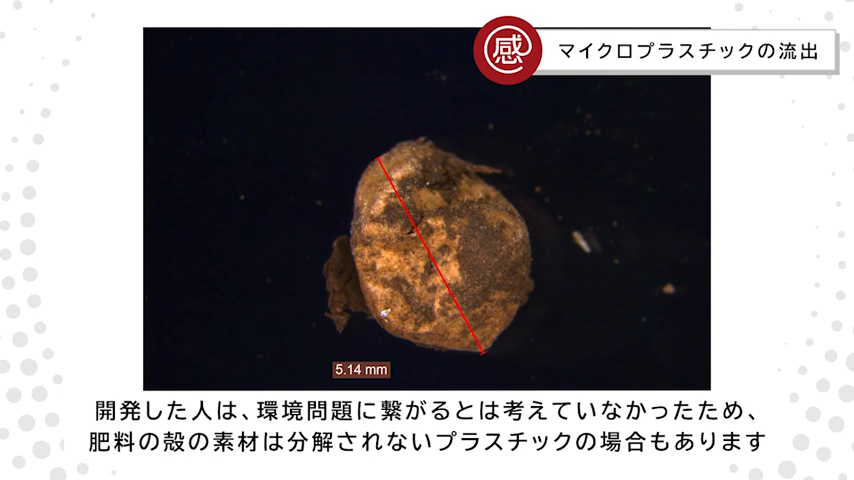 感
マイクロプラスチックの流出
5.14 mm
開発した人は、環境問題に繋がるとは考えていなかったため、
肥料の殻の素材は分解されないプラスチックの場合もあります